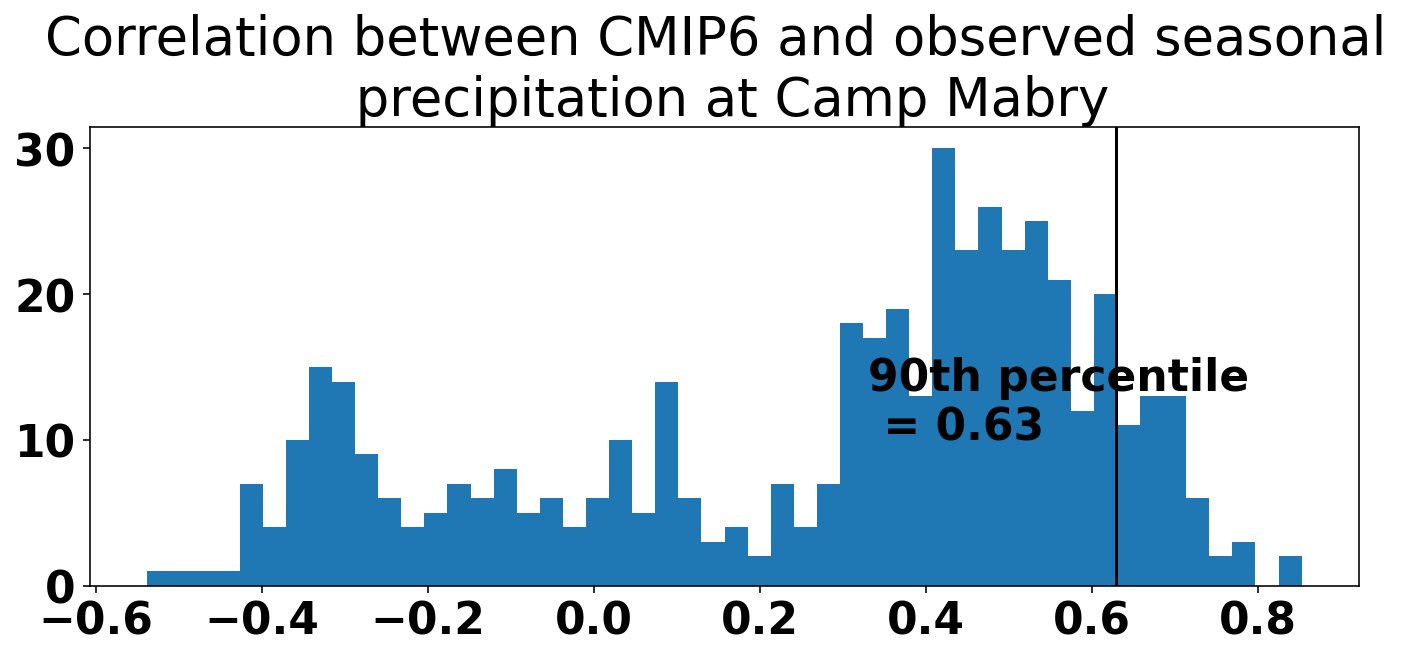 Correlation between CMIP6 and observed seasonal
precipitation at Camp Mabry
30
20
10
0
90th percentile
= 0.63
−0.6 −0.4 −0.2 0.0 0.2 0.4 0.6 0.8